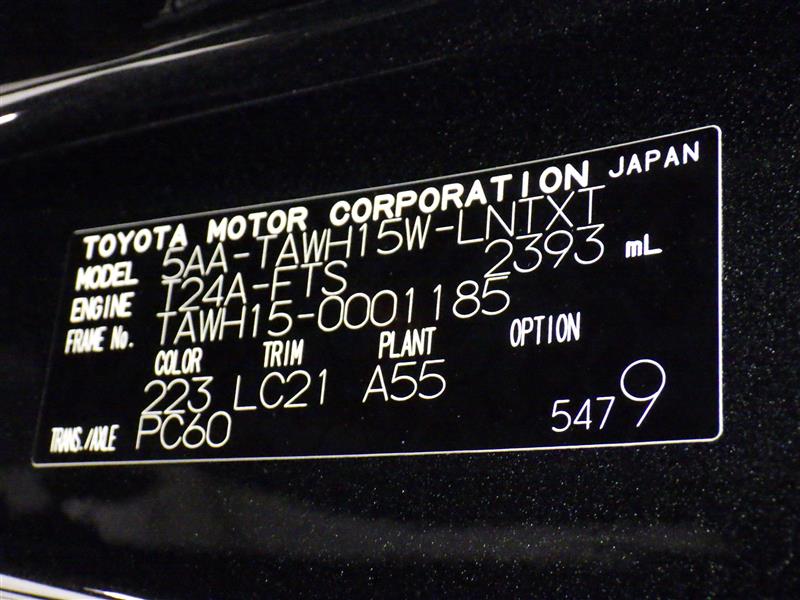 TOYOTA MOTOR CORPORATION JAPAN
MODEL 5AA-TAWH15W-LNTXT
ENGINE T24A-FTS 2393 mL
FRAME No. TAWH15-0001185
COLOR TRIM PLANT OPTION
223 LC21 A55
TRANS./AXLE PC60 5479